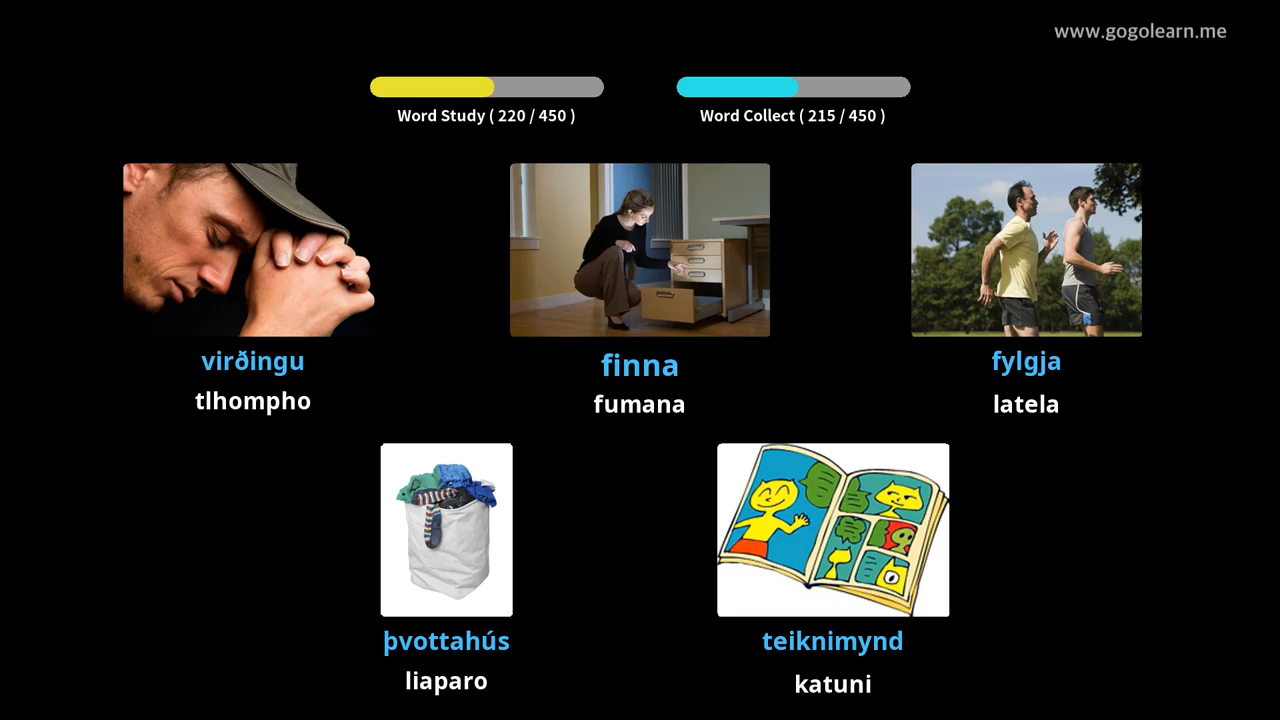 www.gogolearn.me
Word Study ( 220 / 450 )
Word Collect ( 215 / 450 )
virðingu
tlhompho
finna
fumana
fylgja
latela
þvottahús
liaparo
teiknimynd
katuni